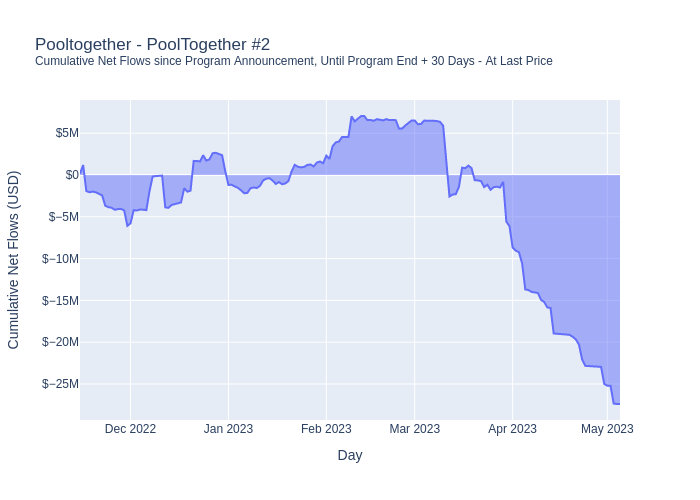 Pooltogether - PoolTogether #2
Cumulative Net Flows since Program Announcement, Until Program End + 30 Days - At Last Price
Cumulative Net Flows (USD)
$5M
$0
$−5M
$−10M
$−15M
$−20M
$−25M
Dec 2022
Jan 2023
Feb 2023
Mar 2023
Apr 2023
May 2023
Day